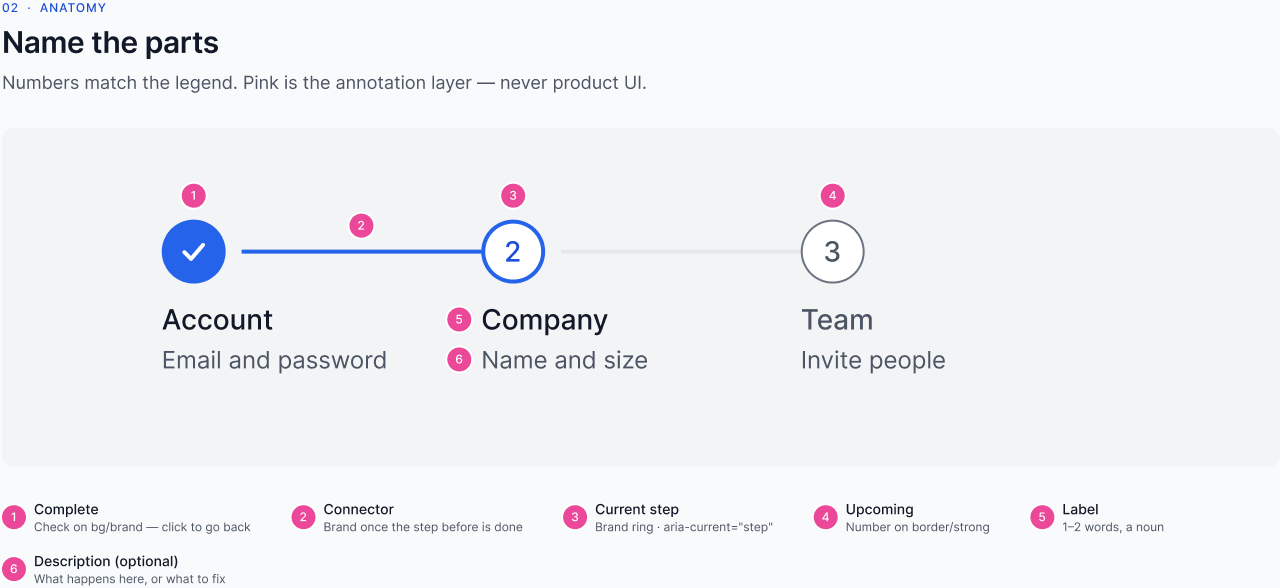 02 · ANATOMY
Name the parts
Numbers match the legend. Pink is the annotation layer — never product UI.
1
2
3
4
2
3
Account
5
Company
Team
Email and password
6
Name and size
Invite people
1
Complete
Check on bg/brand — click to go back
2
Connector
Brand once the step before is done
3
Current step
Brand ring · aria-current="step"
4
Upcoming
Number on border/strong
5
Label
1–2 words, a noun
6
Description (optional)
What happens here, or what to fix